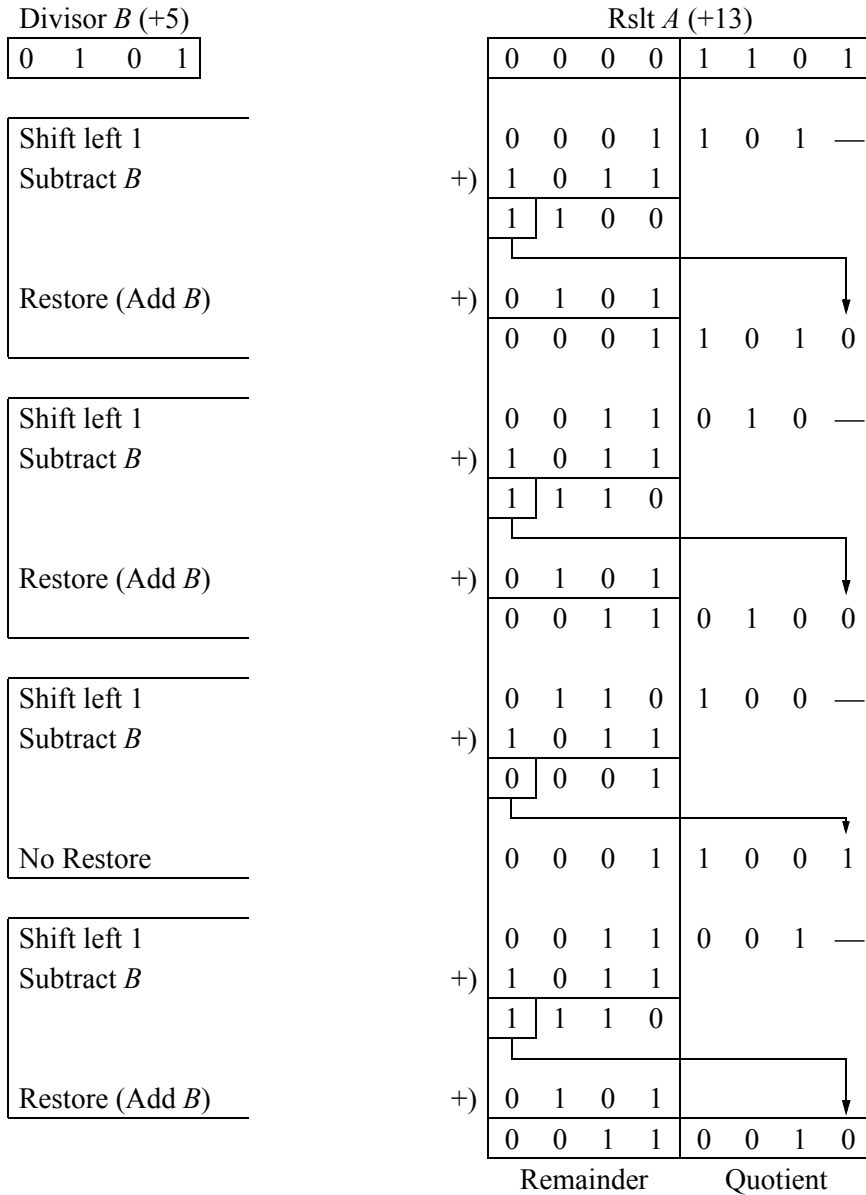 Divisor B (+5) Rslt A (+13)
0 1 0 1 0 0 0 0 1 1 0 1
Shift left 1 0 0 0 1 1 0 1 —
Subtract B +) 1 0 1 1
1 1 0 0
Restore (Add B) +) 0 1 0 1
0 0 0 1 1 0 1 0
Shift left 1 0 0 1 1 0 1 0 —
Subtract B +) 1 0 1 1
1 1 1 0
Restore (Add B) +) 0 1 0 1
0 0 1 1 0 1 0 0
Shift left 1 0 1 1 0 1 0 0 —
Subtract B +) 1 0 1 1
0 0 0 1
No Restore 0 0 0 1 1 0 0 1
Shift left 1 0 0 1 1 0 0 1 —
Subtract B +) 1 0 1 1
1 1 1 0
Restore (Add B) +) 0 1 0 1
0 0 1 1 0 0 1 0
Remainder Quotient